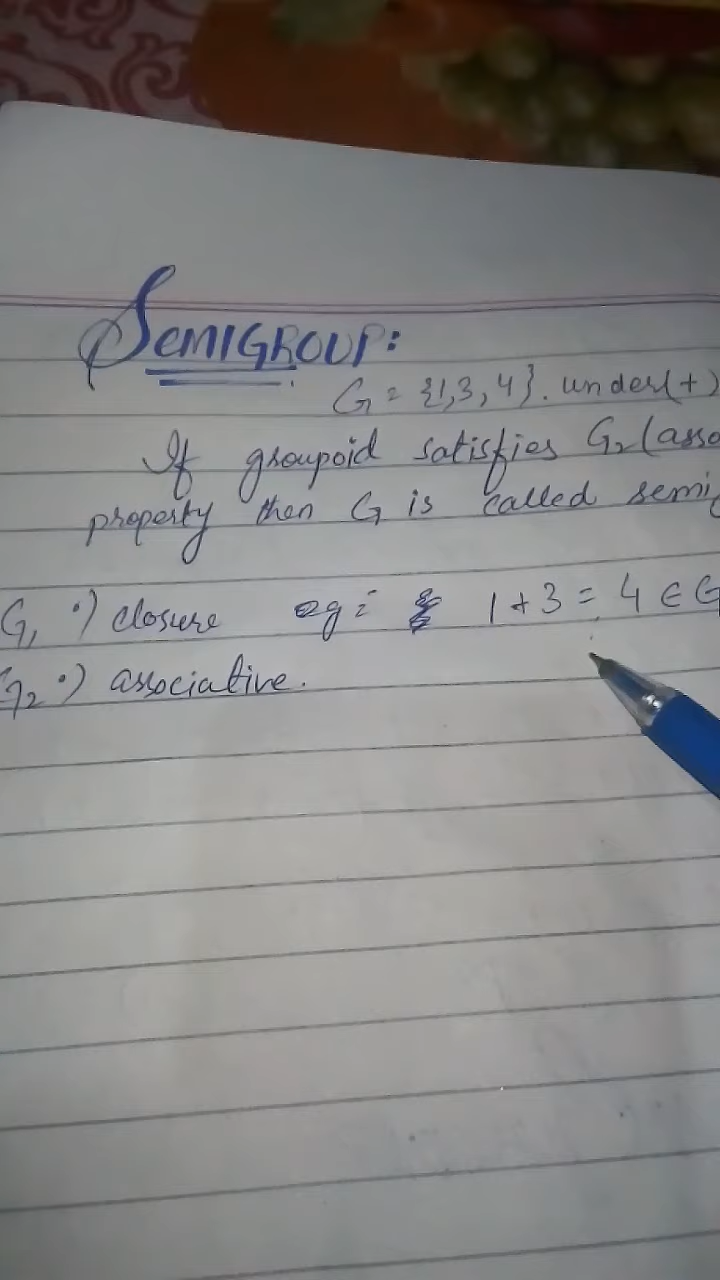 SEMIGROUP:
G = {1,3,4}. under(+)
If groupoid satisfies G2 (asso
property then G is called semig
G1 •) closure eg: 1+3 = 4 ∈ G
G2 •) associative.